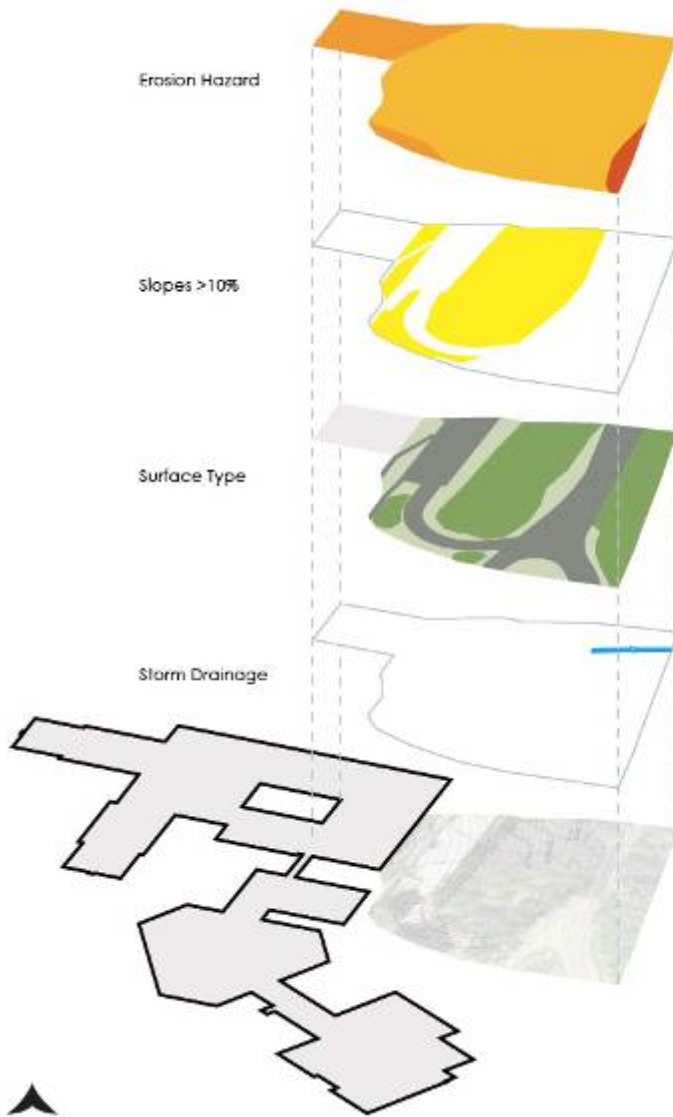 Erosion Hazard
Slopes >10%
Surface Type
Storm Drainage